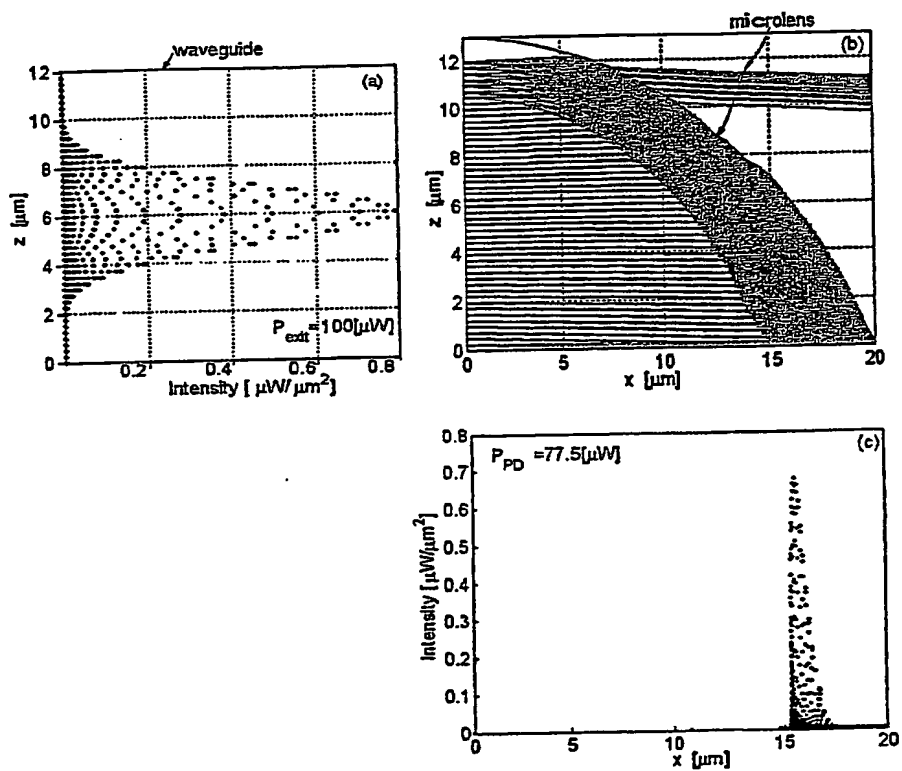 waveguide
(a)
12
10
8
6
4
2
0
z [μm]
P_exit=100[μW]
0.2 0.4 0.6 0.8
Intensity [ μW/μm²]
microlens
(b)
12
10
8
6
4
2
0
z [μm]
0 5 10 15 20
x [μm]
(c)
P_PD =77.5[μW]
0.8
0.7
0.6
0.5
0.4
0.3
0.2
0.1
0
Intensity [μW/μm²]
0 5 10 15 20
x [μm]